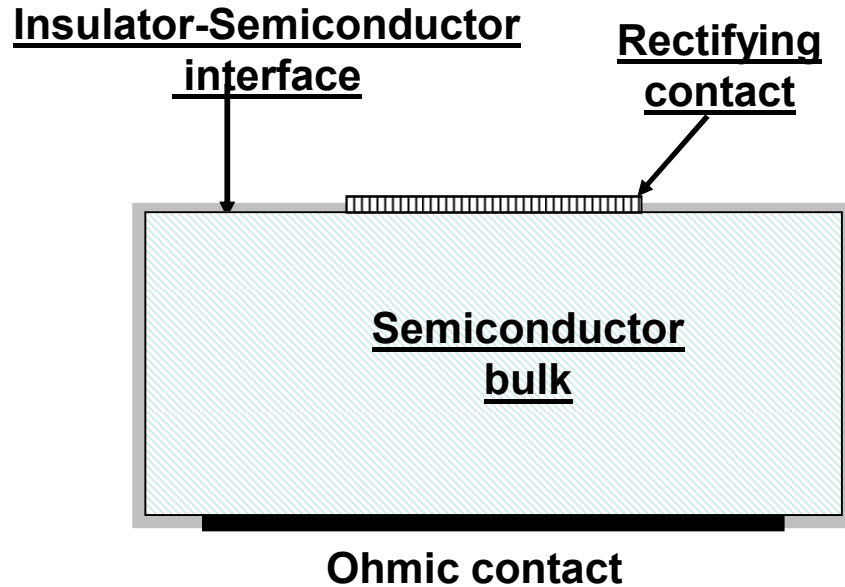 Insulator-Semiconductor
interface
Rectifying
contact
Semiconductor
bulk
Ohmic contact